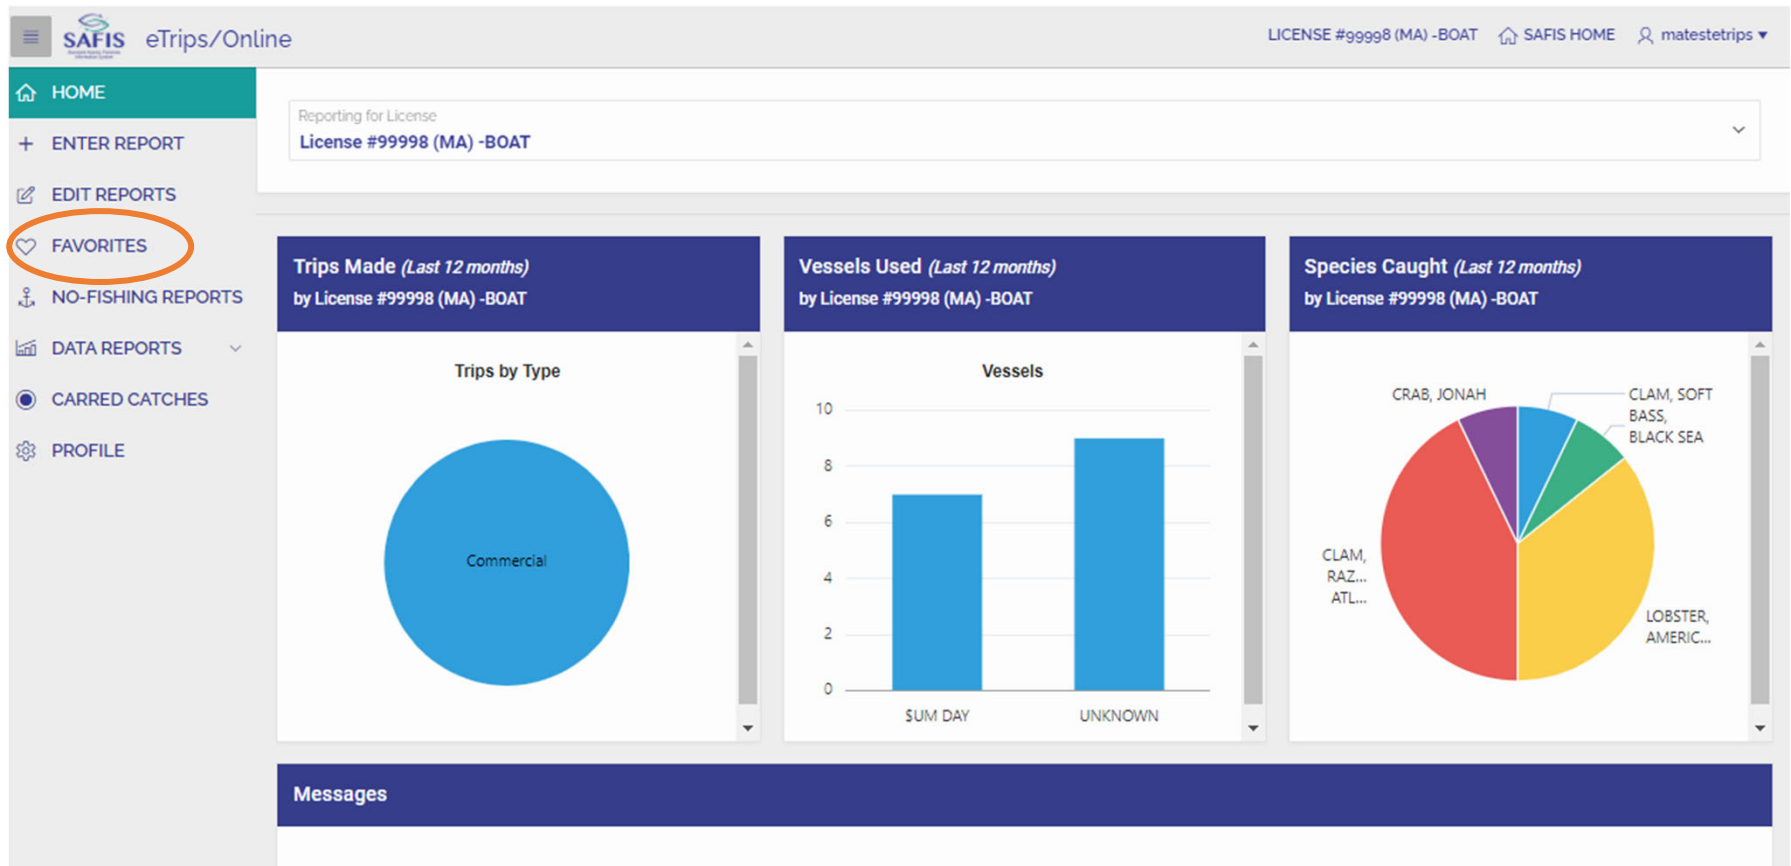 SAFIS
eTrips/Online
LICENSE #99998 (MA) -BOAT
SAFIS HOME
matestetrips
HOME
ENTER REPORT
EDIT REPORTS
FAVORITES
NO-FISHING REPORTS
DATA REPORTS
CARRED CATCHES
PROFILE
Reporting for License
License #99998 (MA) -BOAT
Trips Made (Last 12 months)
by License #99998 (MA) -BOAT
Trips by Type
Commercial
Vessels Used (Last 12 months)
by License #99998 (MA) -BOAT
Vessels
10
8
6
4
2
0
$UM DAY
UNKNOWN
Species Caught (Last 12 months)
by License #99998 (MA) -BOAT
CRAB, JONAH
CLAM, SOFT
BASS,
BLACK SEA
CLAM,
RAZ...
ATL...
LOBSTER,
AMERIC...
Messages